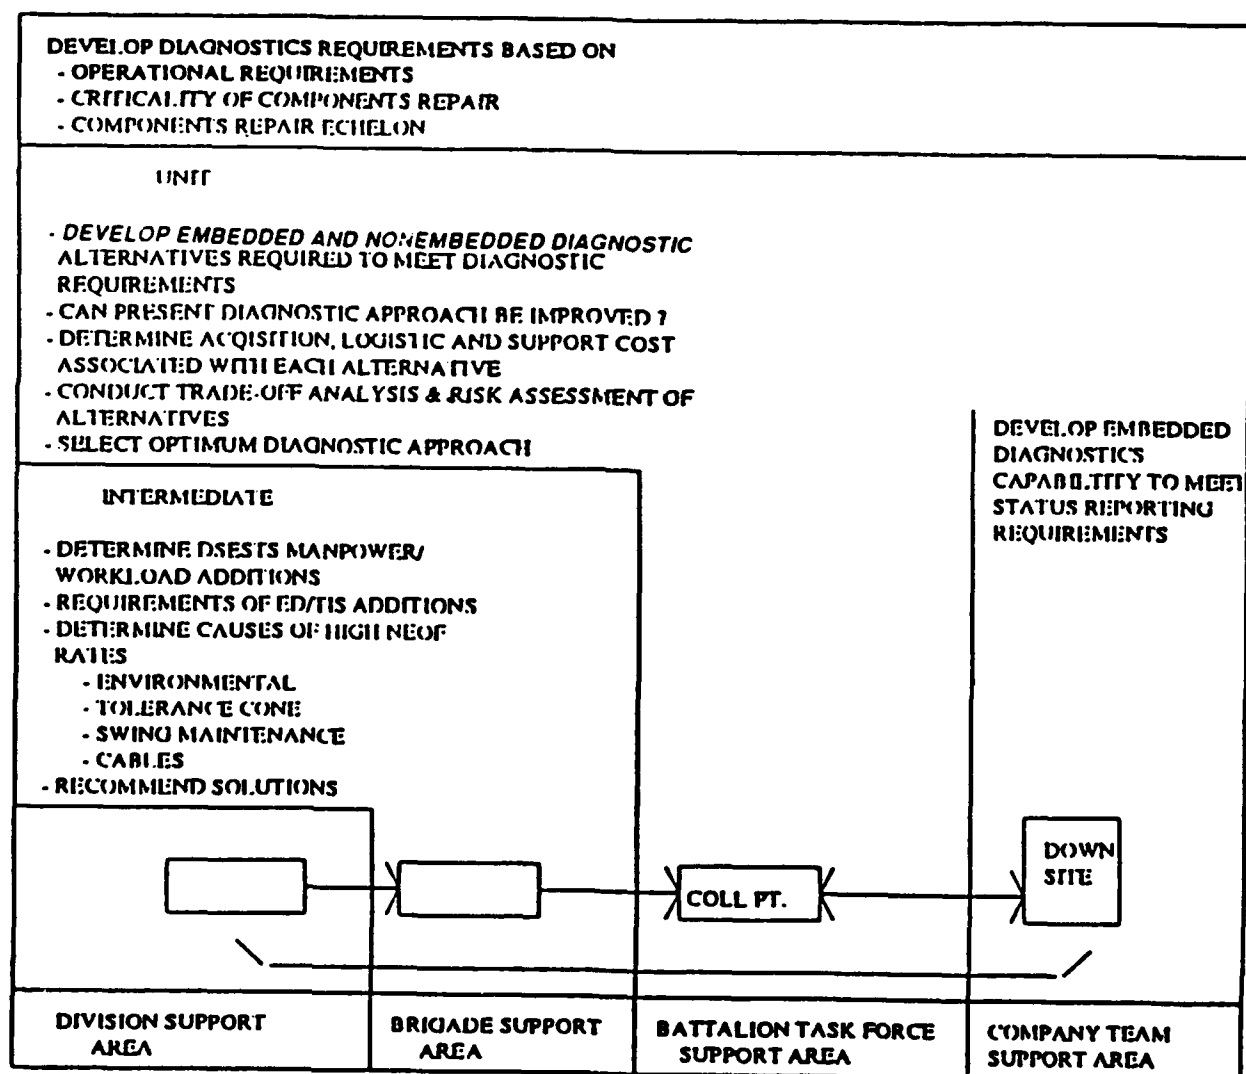 DEVELOP DIAGNOSTICS REQUIREMENTS BASED ON
- OPERATIONAL REQUIREMENTS
- CRITICALITY OF COMPONENTS REPAIR
- COMPONENTS REPAIR ECHELON
UNIT
- DEVELOP EMBEDDED AND NONEMBEDDED DIAGNOSTIC
ALTERNATIVES REQUIRED TO MEET DIAGNOSTIC
REQUIREMENTS
- CAN PRESENT DIAGNOSTIC APPROACH BE IMPROVED ?
- DETERMINE ACQISITION, LOGISTIC AND SUPPORT COST
ASSOCIATED WITH EACH ALTERNATIVE
- CONDUCT TRADE-OFF ANALYSIS & RISK ASSESSMENT OF
ALTERNATIVES
- SELECT OPTIMUM DIAGNOSTIC APPROACH
DEVELOP EMBEDDED
DIAGNOSTICS
CAPABILITY TO MEET
STATUS REPORTING
REQUIREMENTS
INTERMEDIATE
- DETERMINE DSESTS MANPOWER/
WORKLOAD ADDITIONS
- REQUIREMENTS OF ED/TIS ADDITIONS
- DETERMINE CAUSES OF HIGH NEOF
RATES
- ENVIRONMENTAL
- TOLERANCE CONE
- SWING MAINTENANCE
- CABLES
- RECOMMEND SOLUTIONS
COLL PT.
DOWN
SITE
DIVISION SUPPORT
AREA
BRIGADE SUPPORT
AREA
BATTALION TASK FORCE
SUPPORT AREA
COMPANY TEAM
SUPPORT AREA